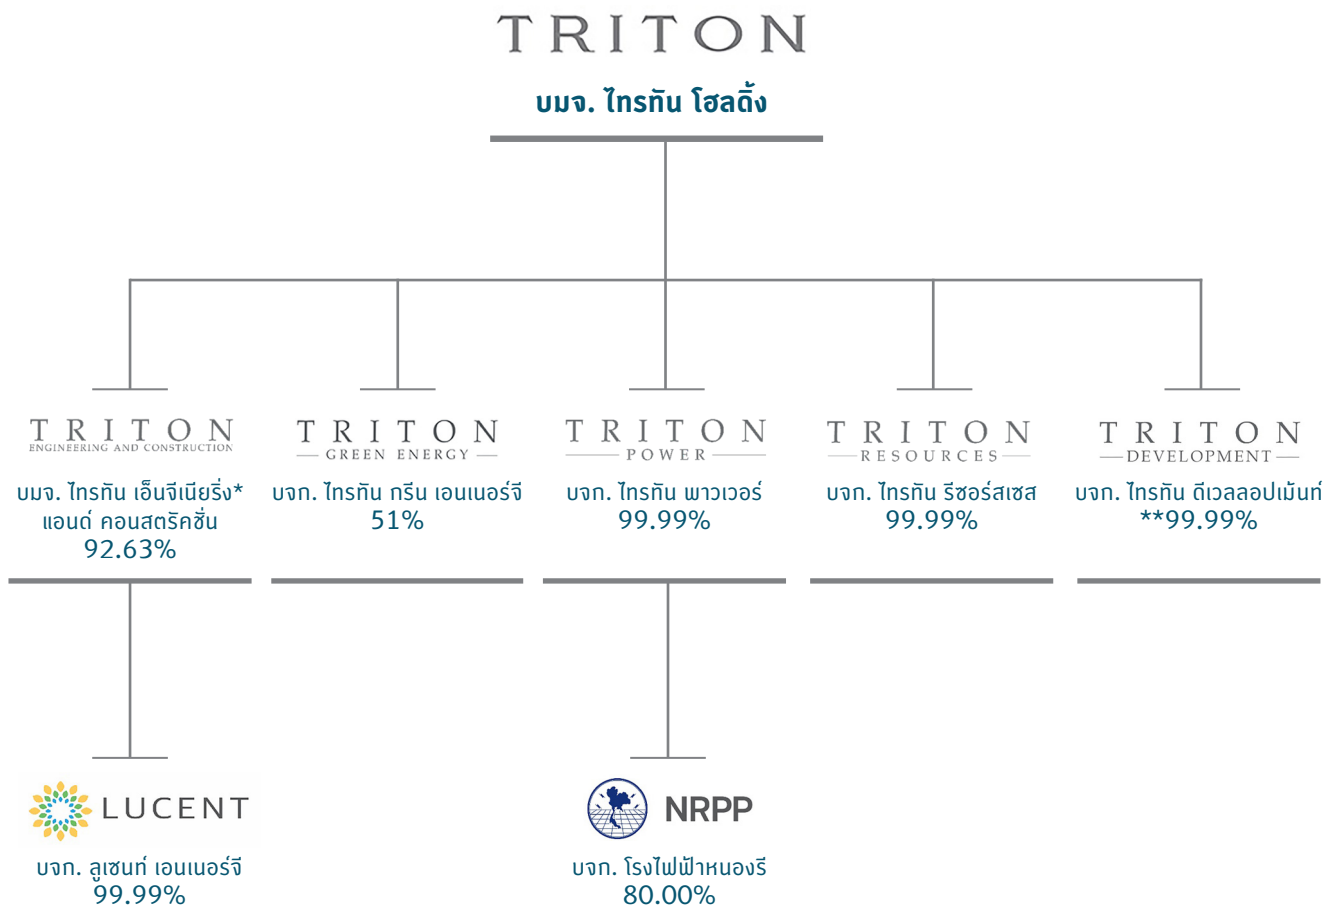 TRITON
บมจ. ไทรทัน โฮลดิ้ง
TRITON
ENGINEERING AND CONSTRUCTION
บมจ. ไทรทัน เอ็นจีเนียริ่ง*
แอนด์ คอนสตรัคชั่น
92.63%
TRITON
GREEN ENERGY
บจก. ไทรทัน กรีน เอนเนอร์จี
51%
TRITON
POWER
บจก. ไทรทัน พาวเวอร์
99.99%
TRITON
RESOURCES
บจก. ไทรทัน รีซอร์สเซส
99.99%
TRITON
DEVELOPMENT
บจก. ไทรทัน ดีเวลลอปเม้นท์
**99.99%
LUCENT
บจก. ลูเซนท์ เอนเนอร์จี
99.99%
NRPP
บจก. โรงไฟฟ้าหนองรี
80.00%